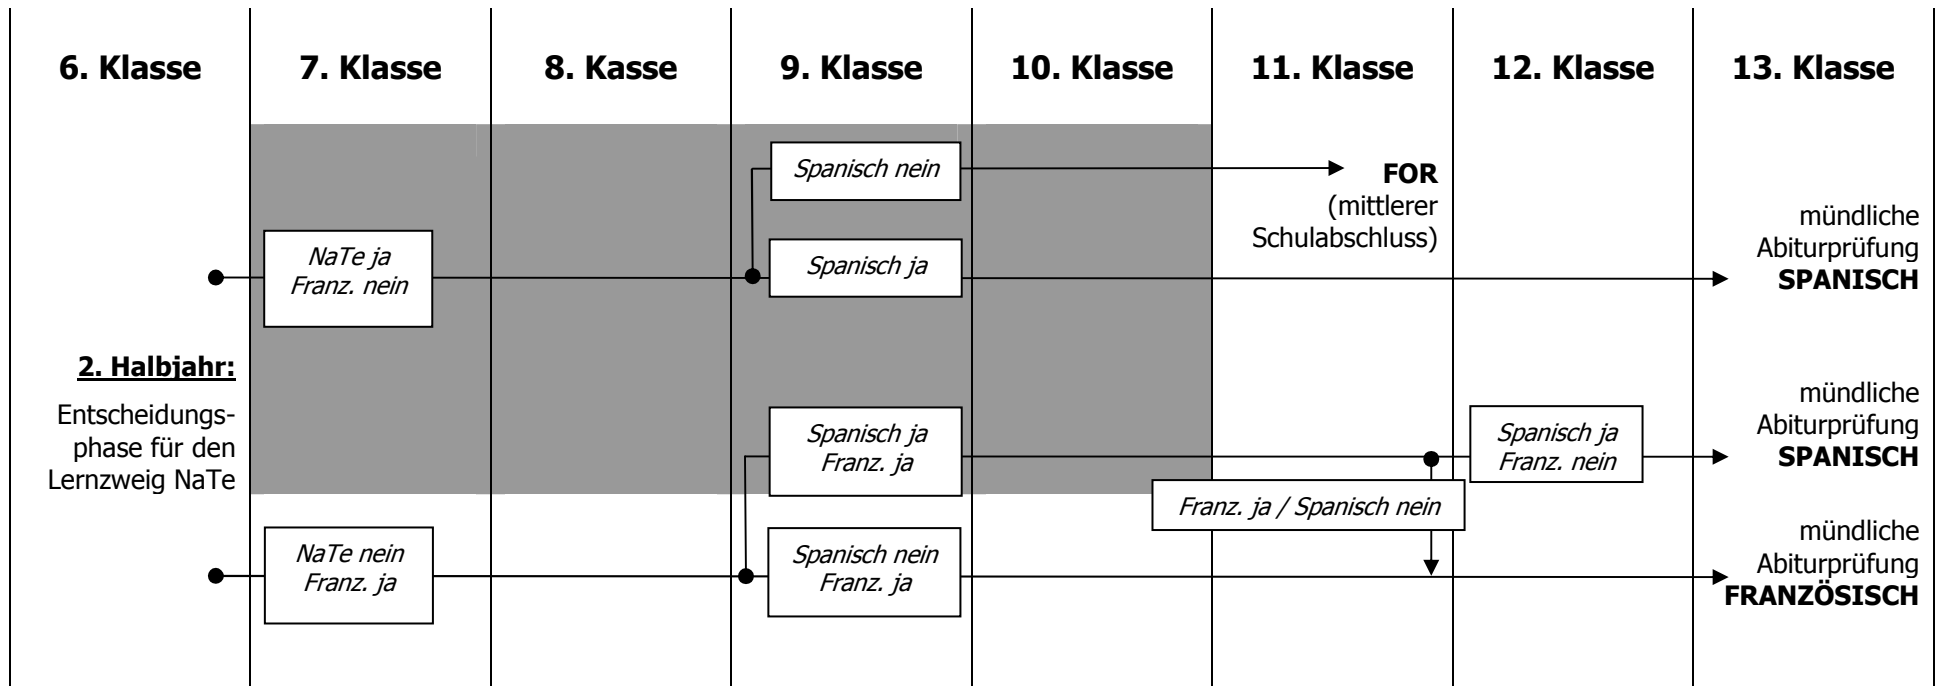 6. Klasse
7. Klasse
8. Kasse
9. Klasse
10. Klasse
11. Klasse
12. Klasse
13. Klasse
Spanisch nein
FOR
(mittlerer
Schulabschluss)
NaTe ja
Franz. nein
Spanisch ja
mündliche
Abiturprüfung
SPANISCH
2. Halbjahr:
Entscheidungs-
phase für den
Lernzweig NaTe
Spanisch ja
Franz. ja
Spanisch ja
Franz. nein
mündliche
Abiturprüfung
SPANISCH
Franz. ja / Spanisch nein
NaTe nein
Franz. ja
Spanisch nein
Franz. ja
mündliche
Abiturprüfung
FRANZÖSISCH